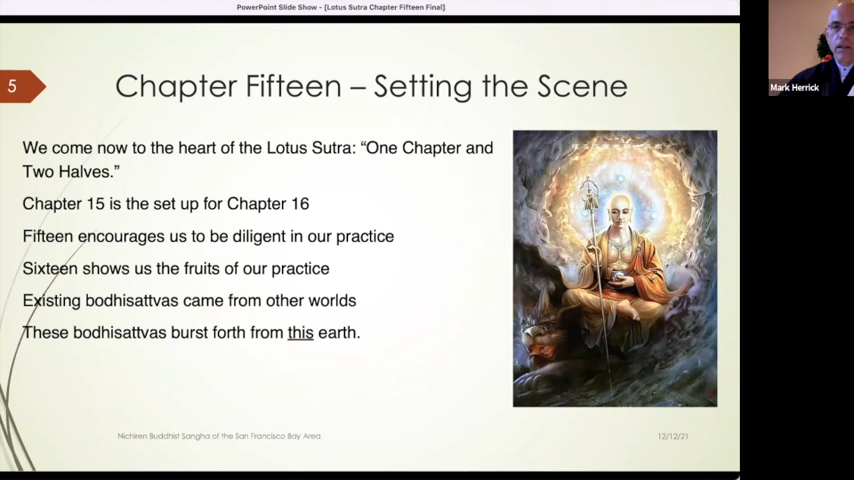 PowerPoint Slide Show - [Lotus Sutra Chapter Fifteen Final]
5
Chapter Fifteen – Setting the Scene
We come now to the heart of the Lotus Sutra: “One Chapter and
Two Halves.”
Chapter 15 is the set up for Chapter 16
Fifteen encourages us to be diligent in our practice
Sixteen shows us the fruits of our practice
Existing bodhisattvas came from other worlds
These bodhisattvas burst forth from this earth.
Nichiren Buddhist Sangha of the San Francisco Bay Area
12/12/21
Mark Herrick